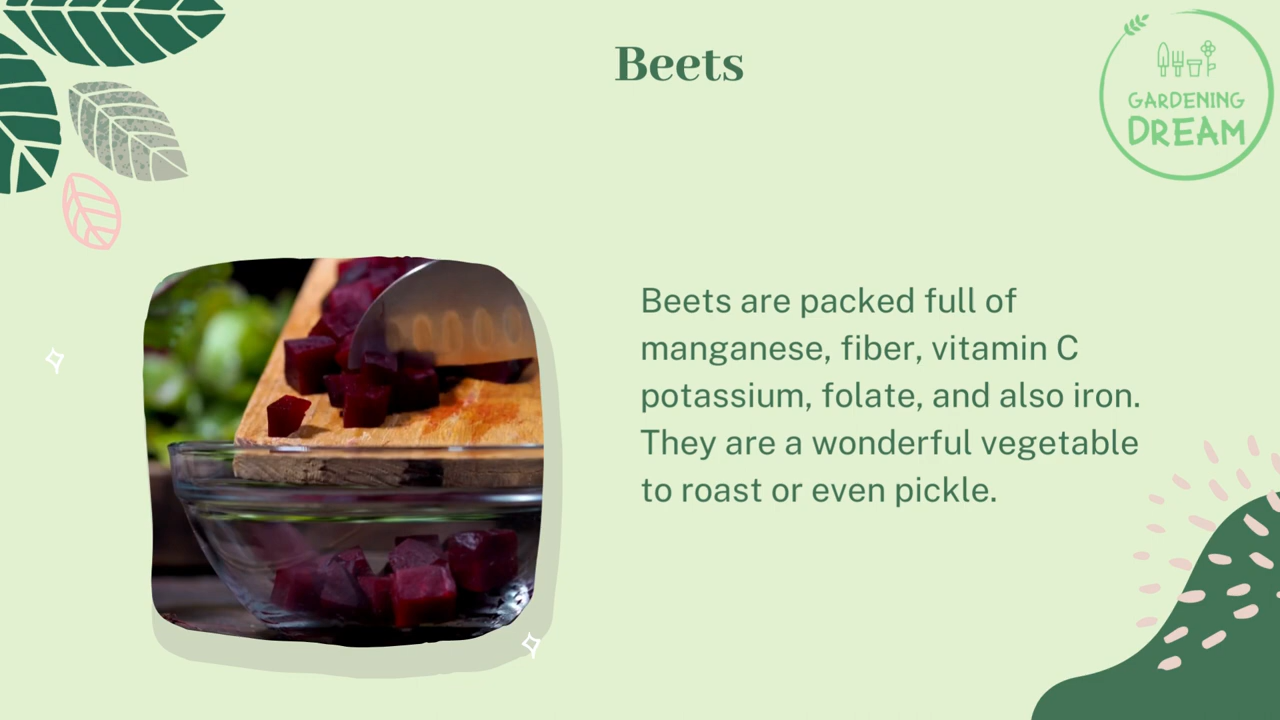 Beets
GARDENING
DREAM
Beets are packed full of
manganese, fiber, vitamin C
potassium, folate, and also iron.
They are a wonderful vegetable
to roast or even pickle.